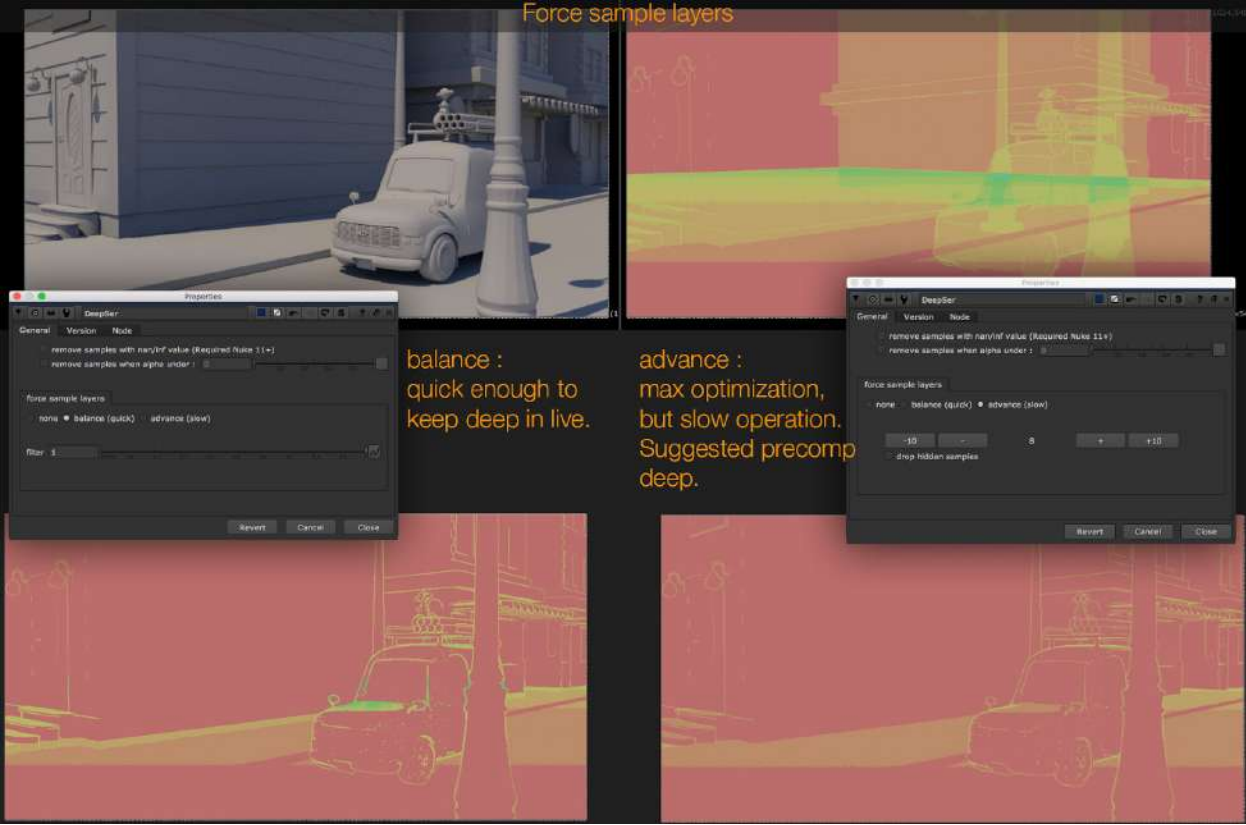 Force sample layers
Properties
DeepSer
General Version Node
remove samples with nan/inf value (Required Nuke 11+)
remove samples when alpha under :
force sample layers
none balance (quick) advance (slow)
filter
Revert Cancel Close
balance :
quick enough to
keep deep in live.
advance :
max optimization,
but slow operation.
Suggested precomp
deep.
Properties
DeepSer
General Version Node
remove samples with nan/inf value (Required Nuke 11+)
remove samples when alpha under :
force sample layers
none balance (quick) advance (slow)
-10 - 8 + +10
drop hidden samples
Revert Cancel Close